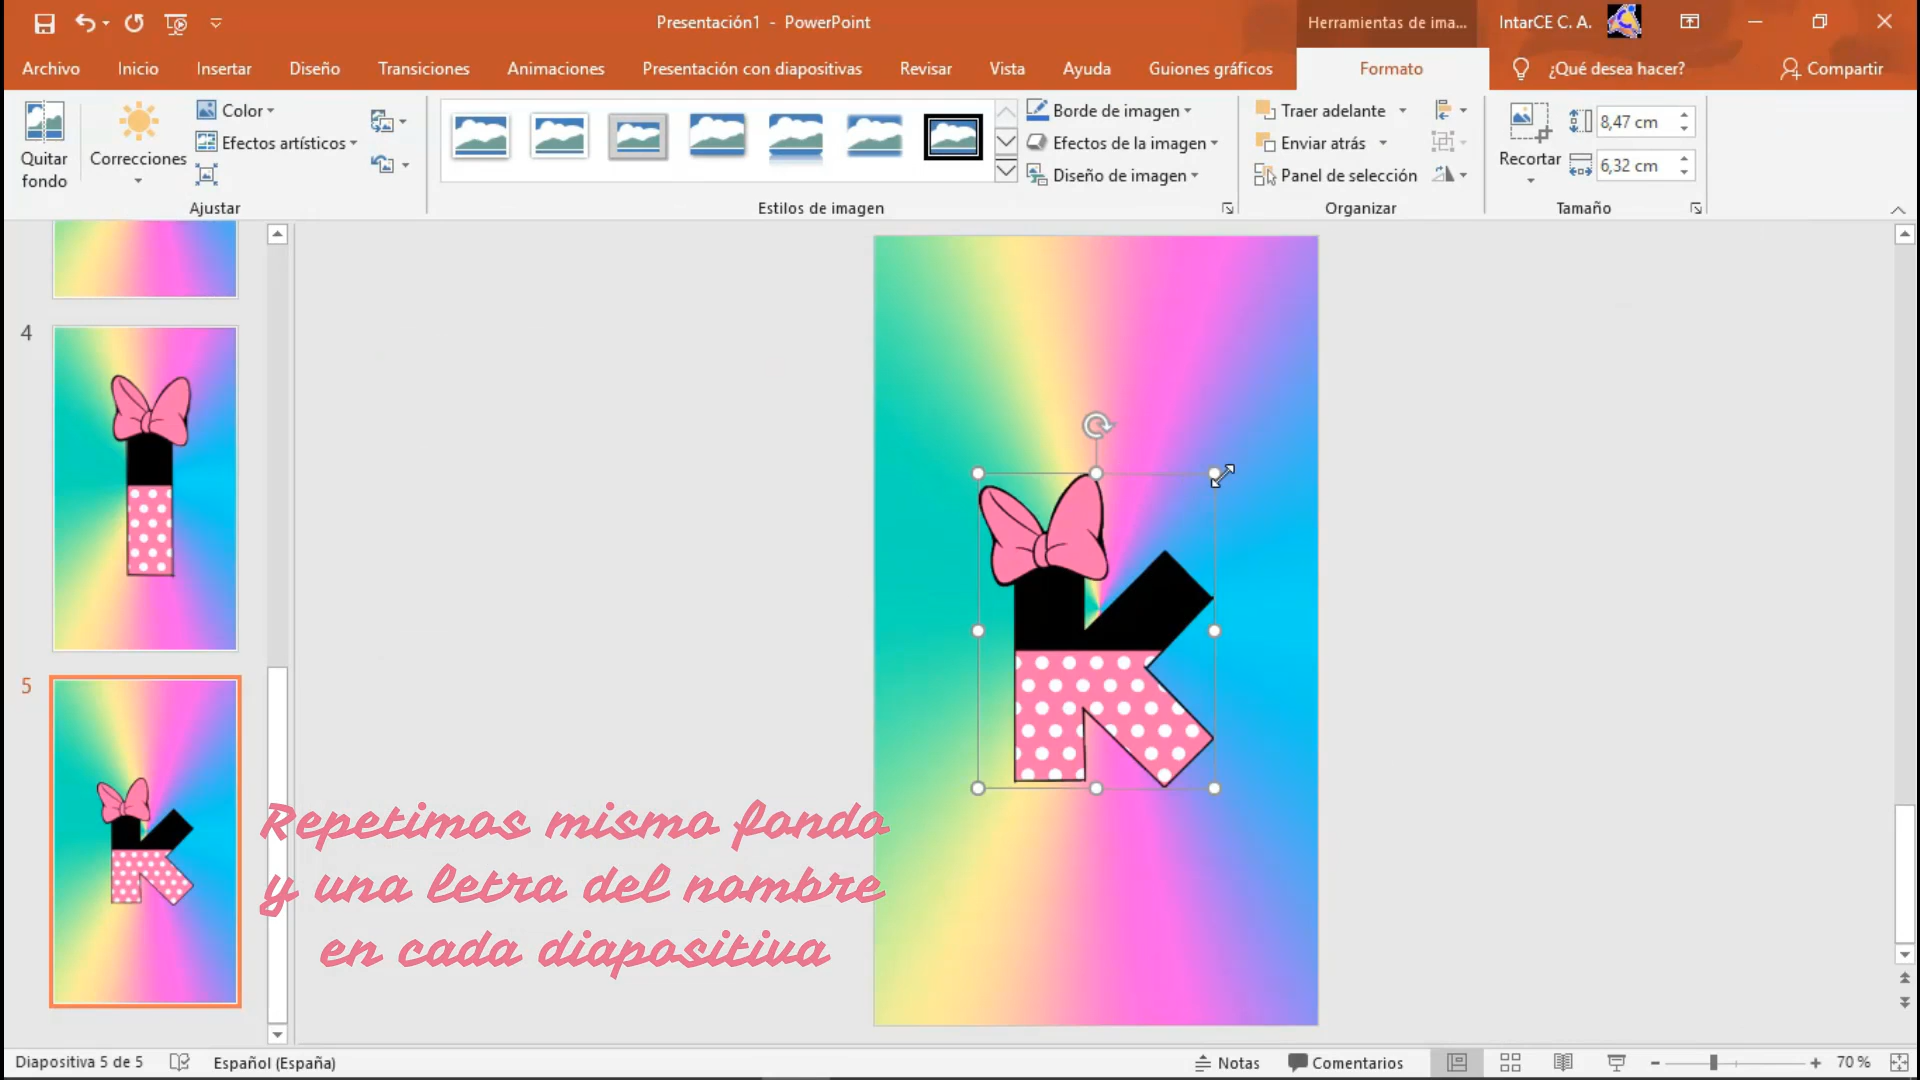 Presentación1 - PowerPoint
Herramientas de ima...
IntarCE C. A.
Archivo Inicio Insertar Diseño Transiciones Animaciones Presentación con diapositivas Revisar Vista Ayuda Guiones gráficos Formato ¿Qué desea hacer? Compartir
Quitar fondo
Correcciones
Color
Efectos artísticos
Ajustar
Estilos de imagen
Borde de imagen
Efectos de la imagen
Diseño de imagen
Traer adelante
Enviar atrás
Panel de selección
Organizar
Recortar
8,47 cm
6,32 cm
Tamaño
4
5
I
K
K
Repetimos mismo fondo
y una letra del nombre
en cada diapositiva
Diapositiva 5 de 5 Español (España) Notas Comentarios 70 %